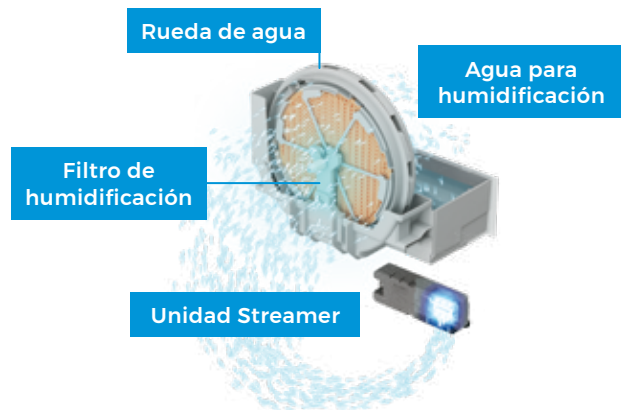 Rueda de agua
Agua para
humidificación
Filtro de
humidificación
Unidad Streamer